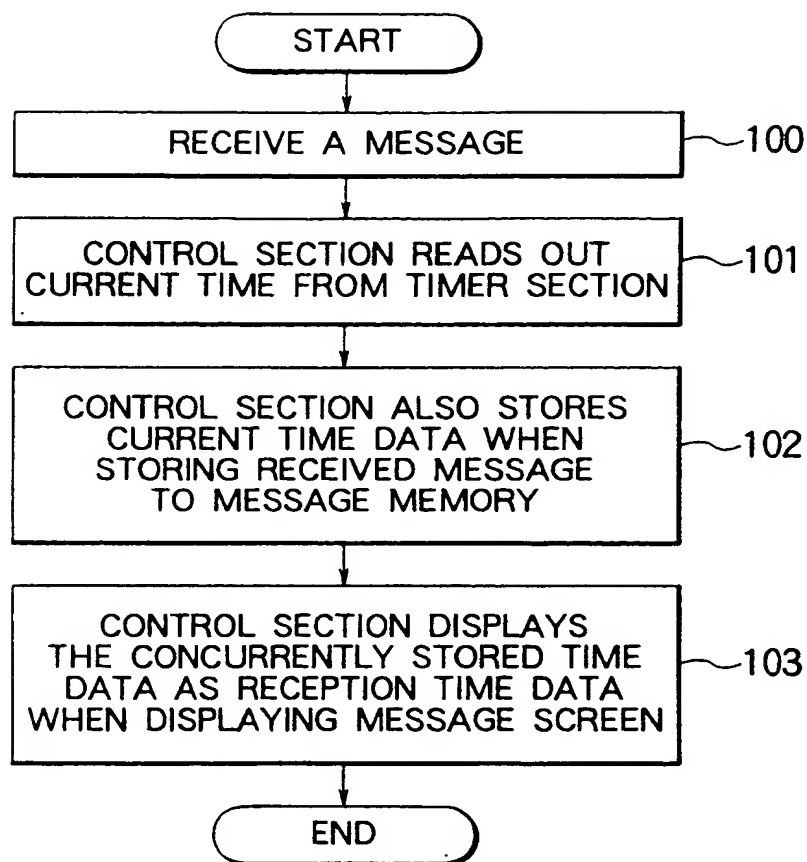 START
RECEIVE A MESSAGE
100
CONTROL SECTION READS OUT
CURRENT TIME FROM TIMER SECTION
101
CONTROL SECTION ALSO STORES
CURRENT TIME DATA WHEN
STORING RECEIVED MESSAGE
TO MESSAGE MEMORY
102
CONTROL SECTION DISPLAYS
THE CONCURRENTLY STORED TIME
DATA AS RECEPTION TIME DATA
WHEN DISPLAYING MESSAGE SCREEN
103
END